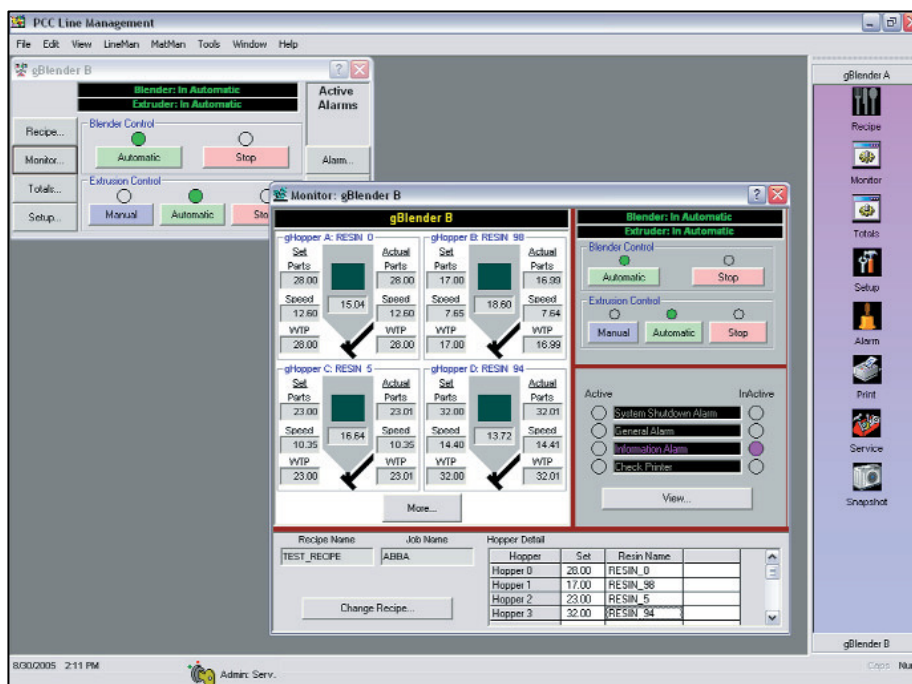 PCC Line Management
File Edit View LineMan MatMan Tools Window Help
gBlender B
Blender: In Automatic
Extruder: In Automatic
Active
Alarms
Recipe...
Monitor...
Totals...
Setup...
Blender Control
Automatic Stop
Alarm...
Extrusion Control
Manual Automatic
Monitor: gBlender B
gBlender B
gHopper A: RESIN 0
Set Actual
Parts Parts
28.00 28.00
Speed Speed
12.60 15.04 12.60
WTP WTP
28.00 28.00
gHopper B: RESIN 98
Set Actual
Parts Parts
17.00 16.99
Speed Speed
7.65 18.60 7.64
WTP WTP
17.00 16.99
gHopper C: RESIN 5
Set Actual
Parts Parts
23.00 23.01
Speed Speed
10.35 16.64 10.35
WTP WTP
23.00 23.01
gHopper D: RESIN 94
Set Actual
Parts Parts
32.00 32.01
Speed Speed
14.40 13.72 14.41
WTP WTP
32.00 32.01
More...
Blender: In Automatic
Extruder: In Automatic
Blender Control
Automatic Stop
Extrusion Control
Manual Automatic Stop
Active InActive
System Shutdown Alarm
General Alarm
Information Alarm
Check Printer
View...
Recipe Name Job Name
TEST_RECIPE ABBA
Change Recipe...
Hopper Detail
Hopper Set Resin Name
Hopper 0 28.00 RESIN_0
Hopper 1 17.00 RESIN_98
Hopper 2 23.00 RESIN_5
Hopper 3 32.00 RESIN_94
gBlender A
Recipe
Monitor
Totals
Setup
Alarm
Print
Service
Snapshot
gBlender B
8/30/2005 2:11 PM
Admin: Serv.
Caps